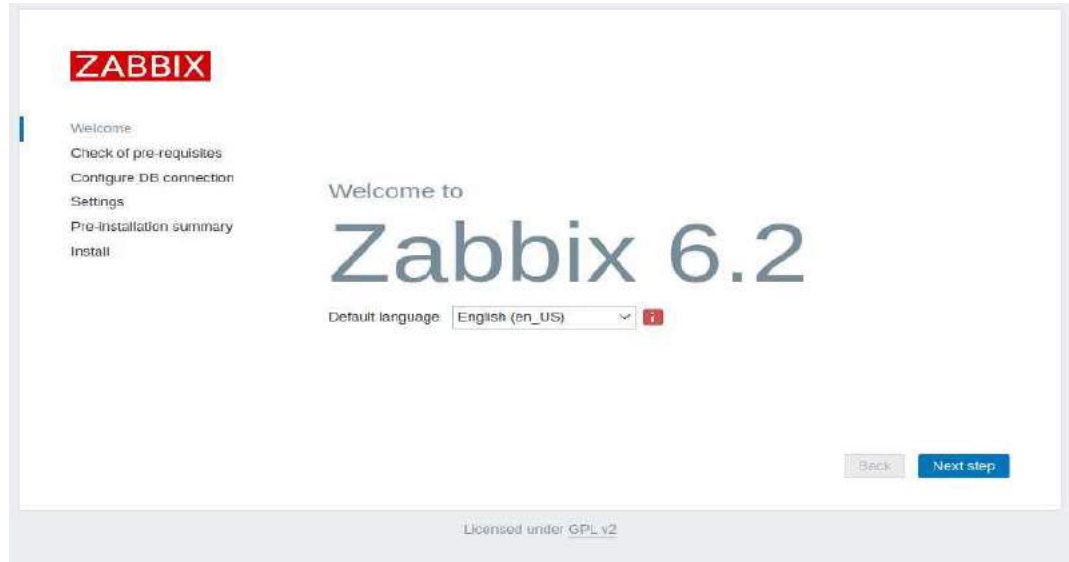 ZABBIX
Welcome
Check of pre-requisites
Configure DB connection
Settings
Pre-installation summary
Install
Welcome to
Zabbix 6.2
Default language English (en_US)
Back Next step
Licensed under GPL v2